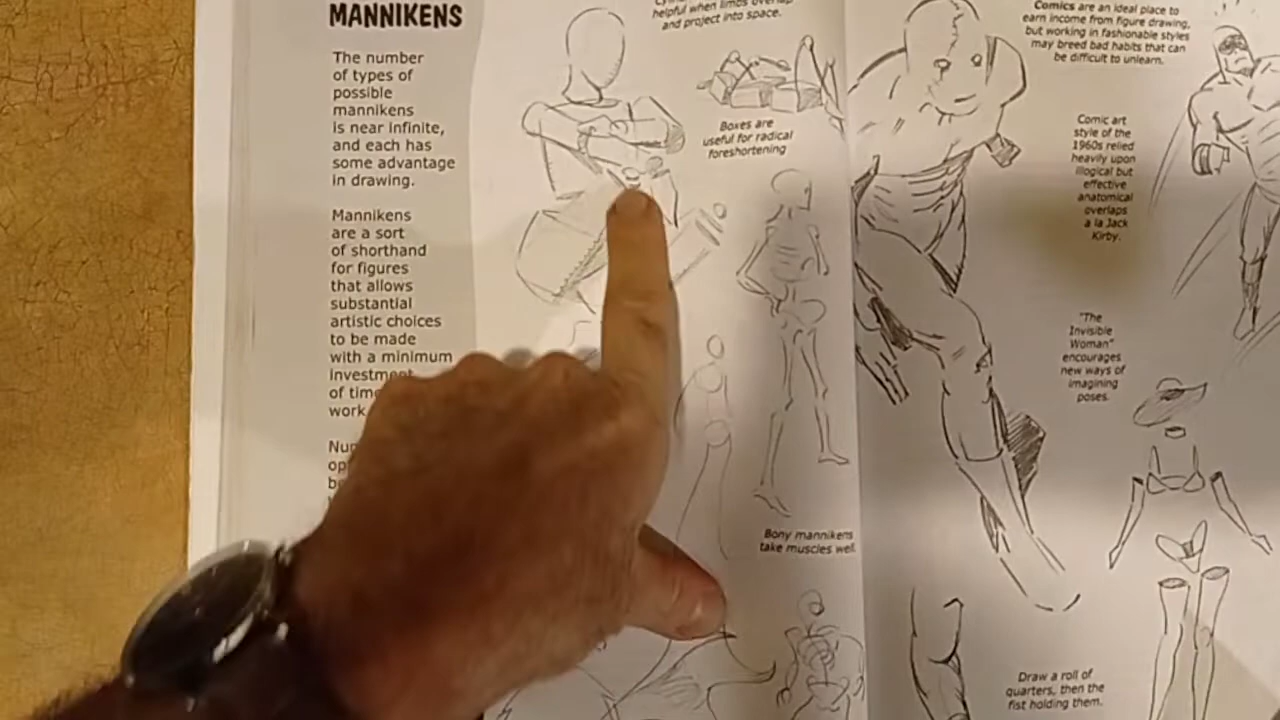 MANNIKENS
The number
of types of
possible
mannikens
is near infinite,
and each has
some advantage
in drawing.
Mannikens
are a sort
of shorthand
for figures
that allows
substantial
artistic choices
to be made
with a minimum
investment
of time
work
helpful when limbs overlap
and project into space.
Boxes are
useful for radical
foreshortening
Bony mannikens
take muscles well.
Comics are an ideal place to
earn income from figure drawing,
but working in fashionable styles
may breed bad habits that can
be difficult to unlearn.
Comic art
style of the
1960s relied
heavily upon
illogical but
effective
anatomical
overlaps
a la Jack
Kirby.
"The
Invisible
Woman"
encourages
new ways of
imagining
poses.
Draw a roll of
quarters, then the
fist holding them.